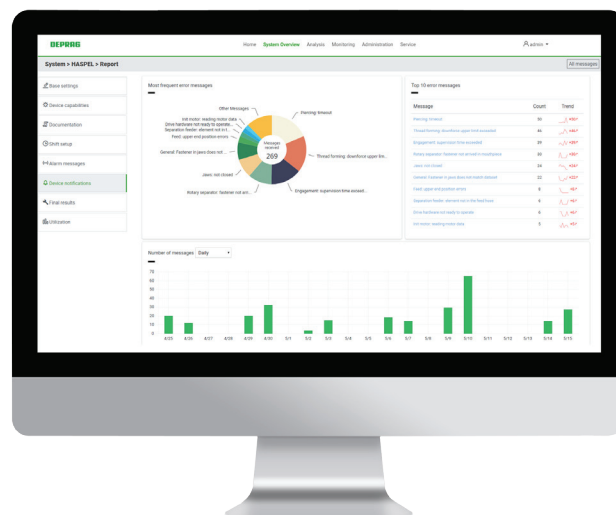 DEPRAG
Home System Overview Analysis Monitoring Administration Service
admin
System > HASPEL > Report
All messages
Base settings
Device capabilities
Documentation
Shift setup
Alarm messages
Device notifications
Final results
Utilization
Most frequent error messages
Other Messages
Init motor: reading motor data
Drive hardware not ready to operate...
Separation feeder: element not in t...
Feed: upper end position errors
General: Fastener in jaws does not ...
Jaws: not closed
Rotary separator: fastener not arri...
Piercing: timeout
Thread forming: downforce upper lim...
Engagement: supervision time exceed...
Messages
received
269
Top 10 error messages
Message Count Trend
Piercing: timeout
Thread forming: downforce upper limit exceeded
Engagement: supervision time exceeded
Rotary separator: fastener not arrived in mouthpiece
Jaws: not closed
General: Fastener in jaws does not match setpoint
Feed: upper end position errors
Separation feeder: element not in the feed hose
Drive hardware not ready to operate
Init motor: reading motor data
Number of messages Daily
70
60
50
40
30
20
10
0
4/25 4/26 4/27 4/28 4/29 4/30 5/1 5/2 5/3 5/4 5/5 5/6 5/7 5/8 5/9 5/10 5/11 5/12 5/13 5/14 5/15